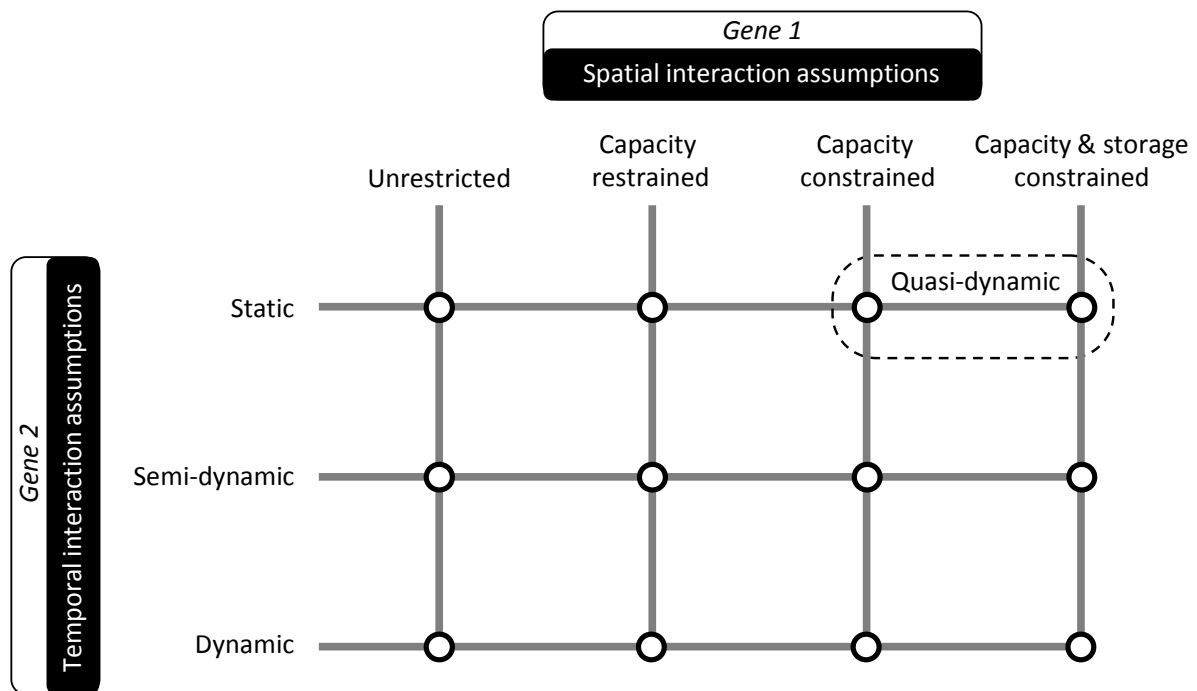 Gene 1
Spatial interaction assumptions
Unrestricted
Capacity
restrained
Capacity
constrained
Capacity & storage
constrained
Gene 2
Temporal interaction assumptions
Static
Quasi-dynamic
Semi-dynamic
Dynamic